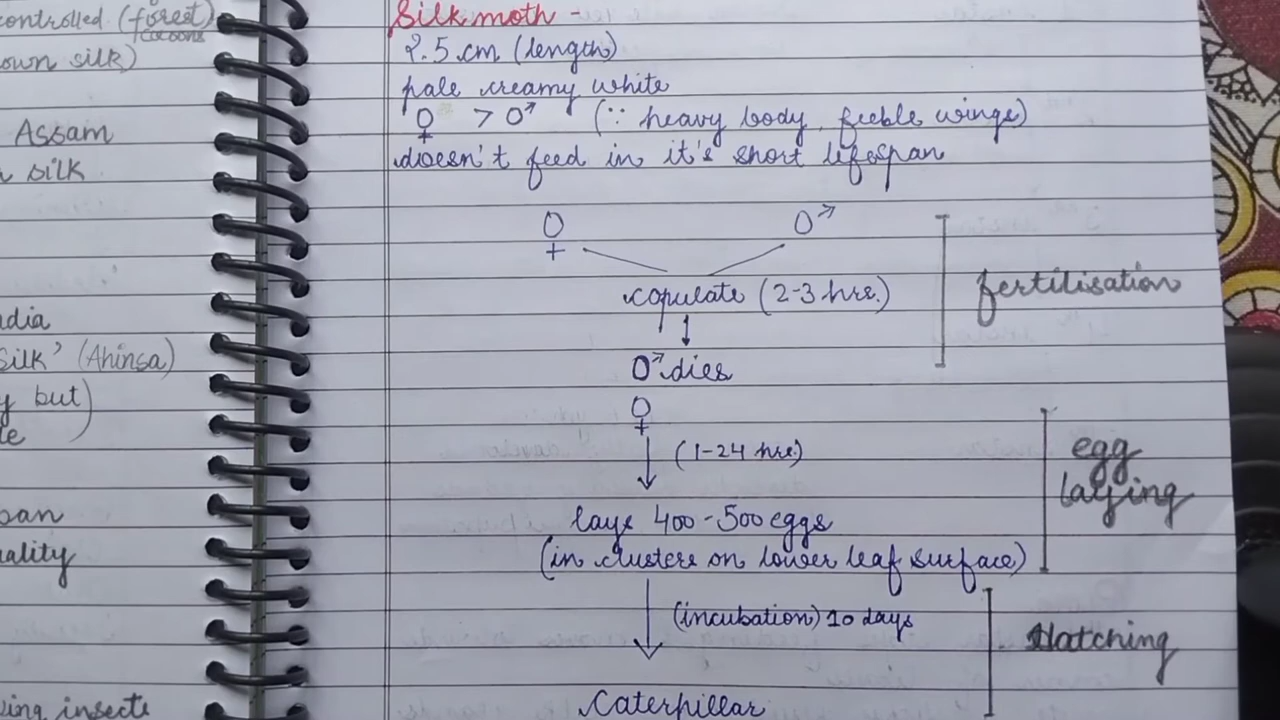 controlled (forest)
cocoons
own silk)
Assam
silk
dia
Silk' (Ahinsa)
but)
pan
ality
ing insects
Silkmoth -
2.5 cm (length)
pale creamy white
♀ > ♂ (∵ heavy body, feeble wings)
doesn't feed in it's short lifespan
♀ ♂
copulate (2-3 hrs.)
↓
♂ dies
fertilisation
♀
↓ (1-24 hrs.)
lays 400-500 eggs
(in clusters on lower leaf surface)
egg
laying
↓ (incubation) 10 days
Hatching
Caterpillar